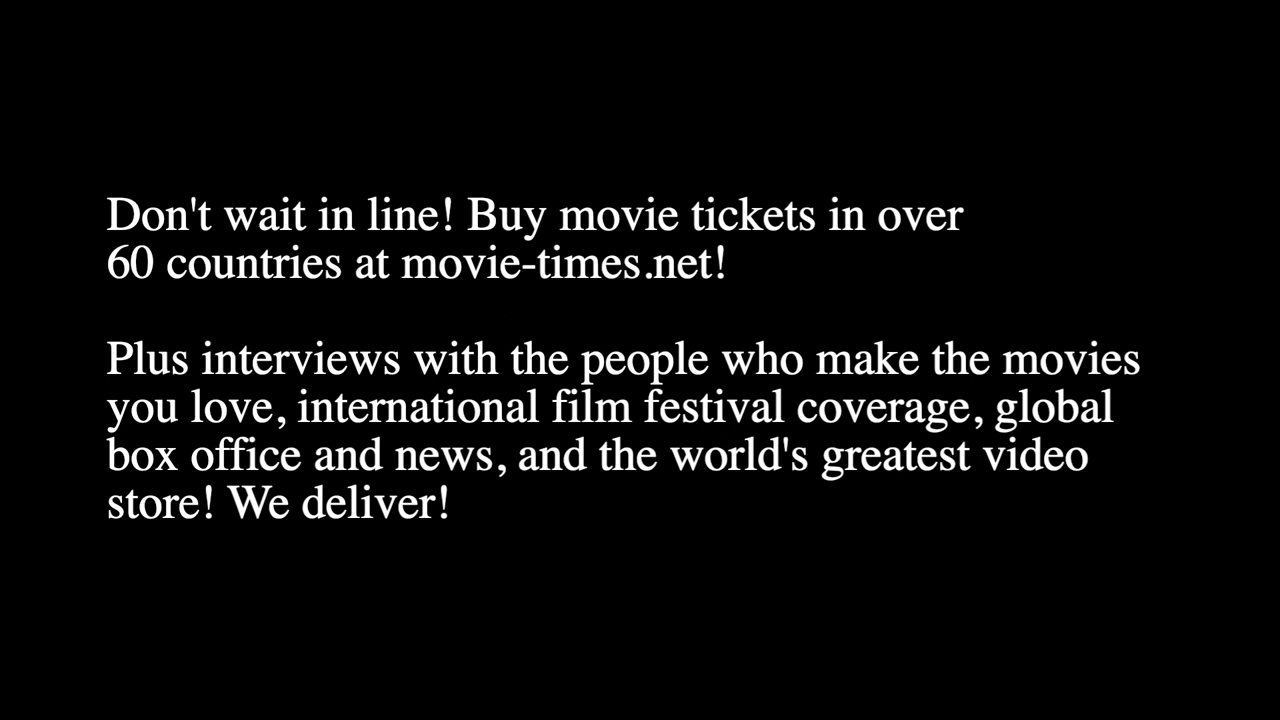 Don't wait in line! Buy movie tickets in over
60 countries at movie-times.net!
Plus interviews with the people who make the movies
you love, international film festival coverage, global
box office and news, and the world's greatest video
store! We deliver!